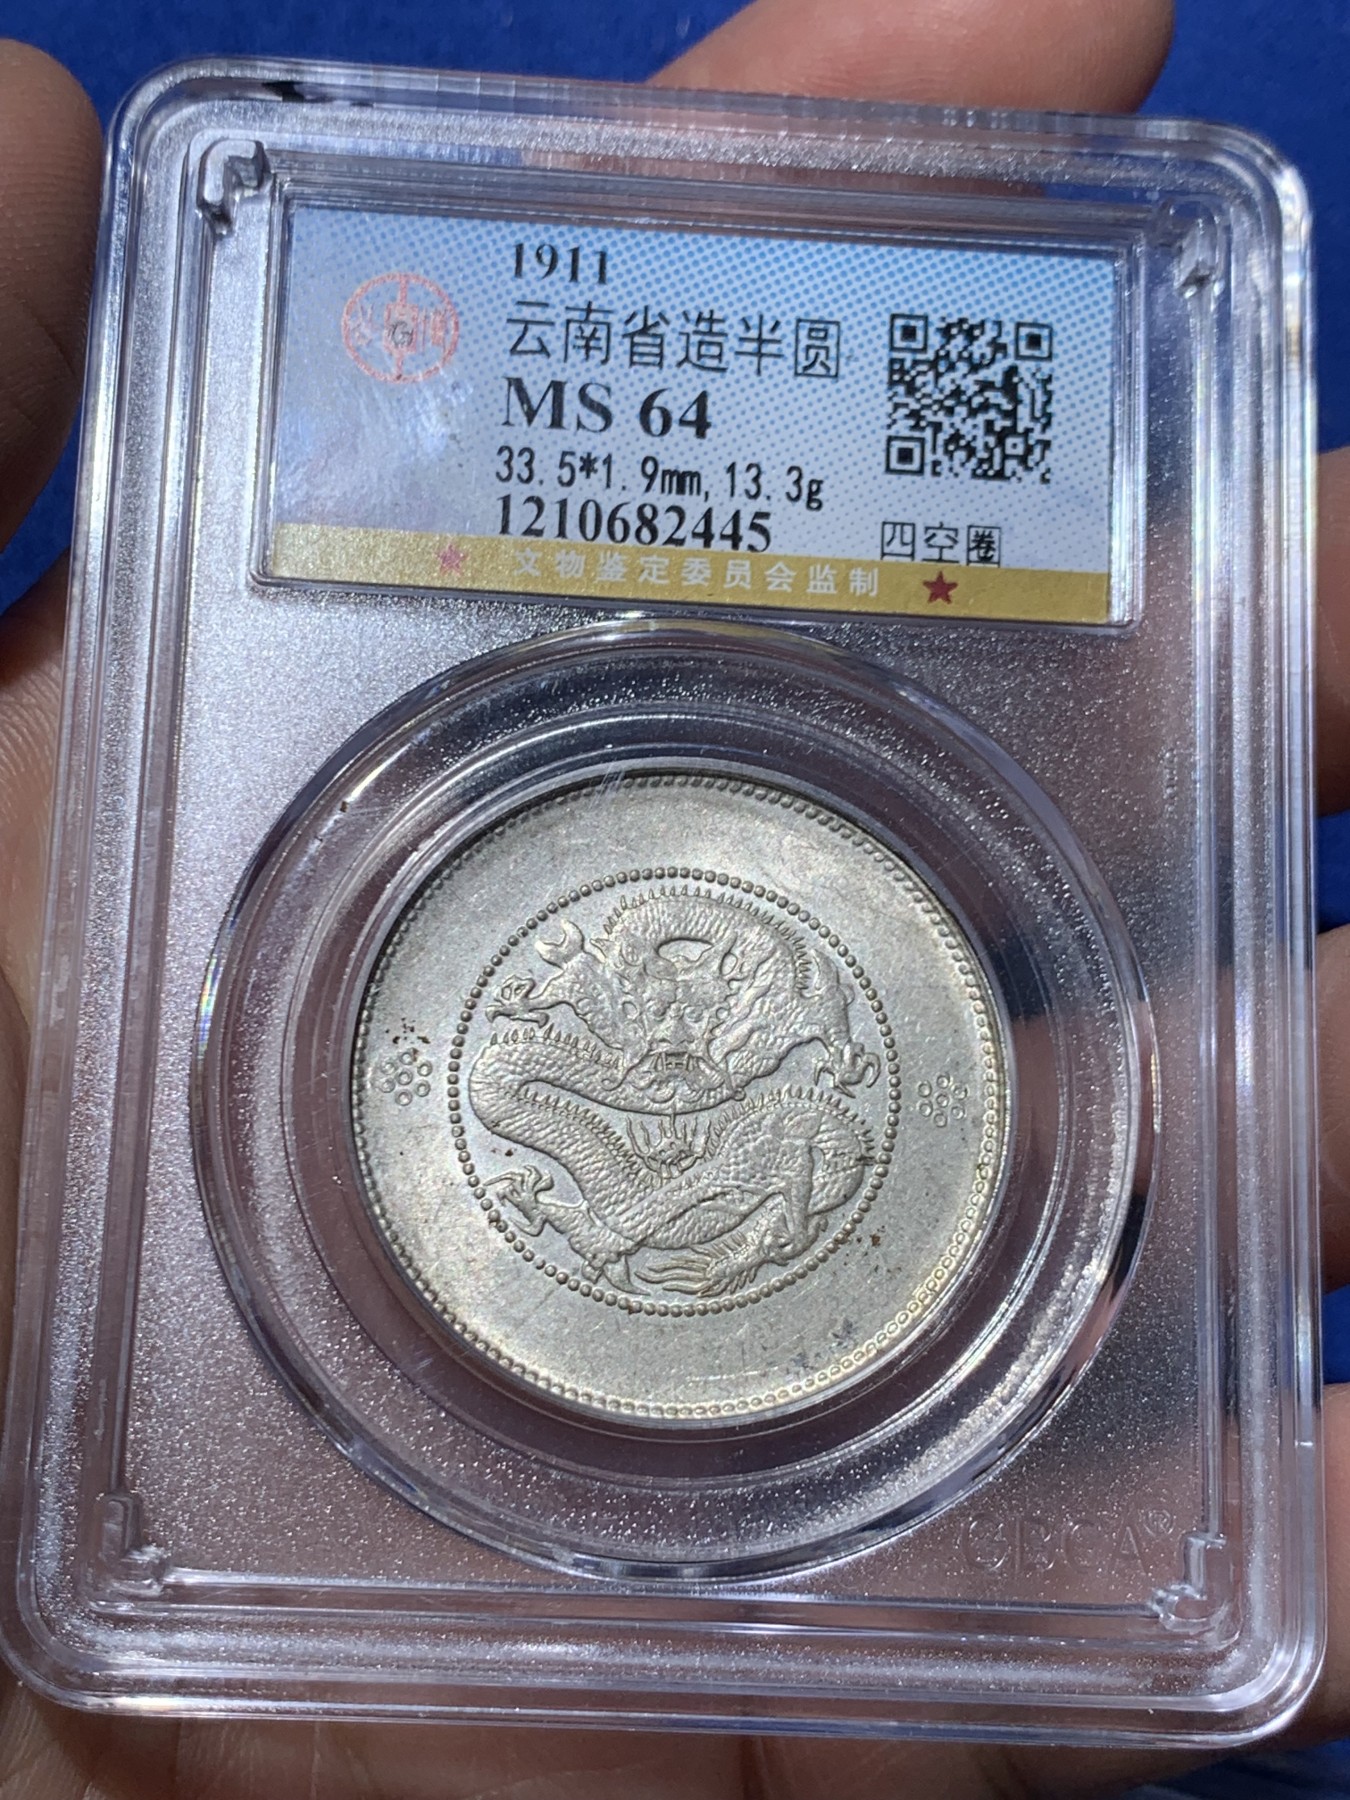 1911
云南省造半圆
MS 64
33.5*1.9mm,13.3g
1210682445
四空圈
文物鉴定委员会监制
GBCA®